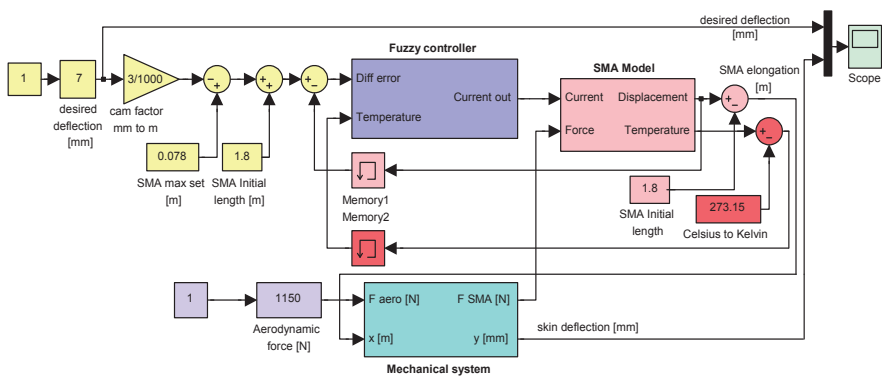 desired deflection
[mm]
Fuzzy controller
SMA Model
SMA elongation
[m]
Scope
1
7
3/1000
desired
deflection
[mm]
cam factor
mm to m
Diff error
Current out
Temperature
Current
Displacement
Force
Temperature
0.078
1.8
SMA max set
[m]
SMA Initial
length [m]
Memory1
Memory2
1.8
SMA Initial
length
273.15
Celsius to Kelvin
1
1150
Aerodynamic
force [N]
F aero [N]
F SMA [N]
x [m]
y [mm]
skin deflection [mm]
Mechanical system